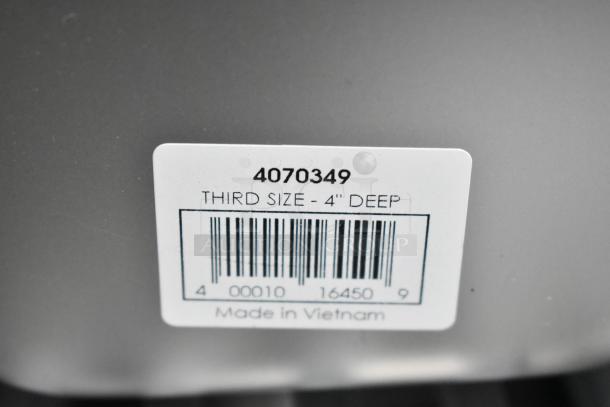 4070349
THIRD SIZE - 4" DEEP
4 00010 16450 9
Made in Vietnam